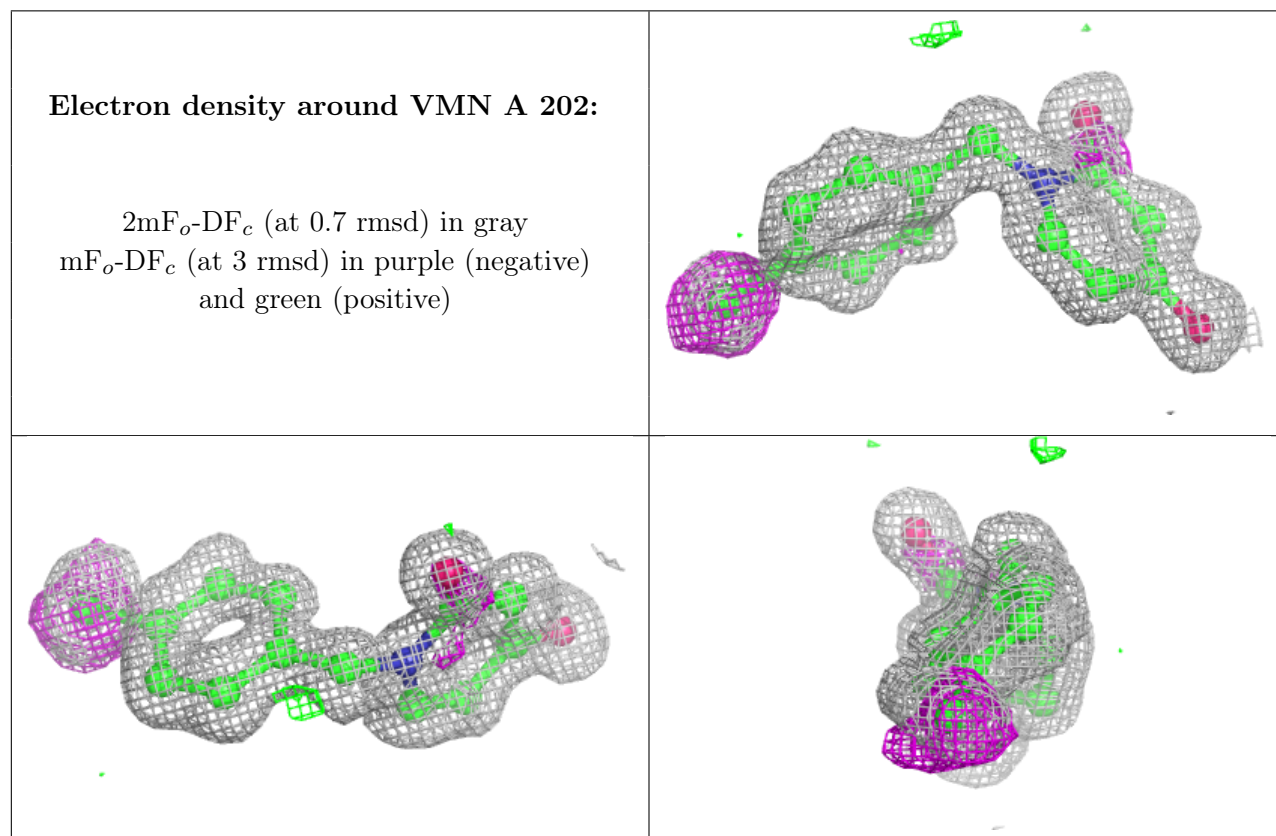 Electron density around VMN A 202:
2mFo-DFc (at 0.7 rmsd) in gray
mFo-DFc (at 3 rmsd) in purple (negative)
and green (positive)